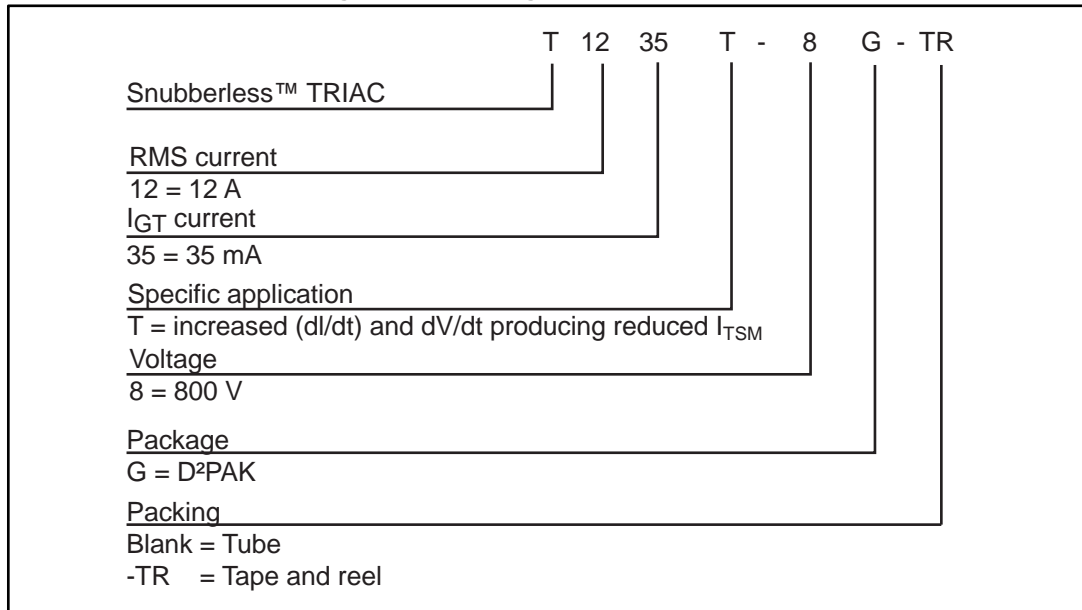 T 12 35 T - 8 G - TR
Snubberless™ TRIAC
RMS current
12 = 12 A
IGT current
35 = 35 mA
Specific application
T = increased (dI/dt) and dV/dt producing reduced ITSM
Voltage
8 = 800 V
Package
G = D²PAK
Packing
Blank = Tube
-TR = Tape and reel